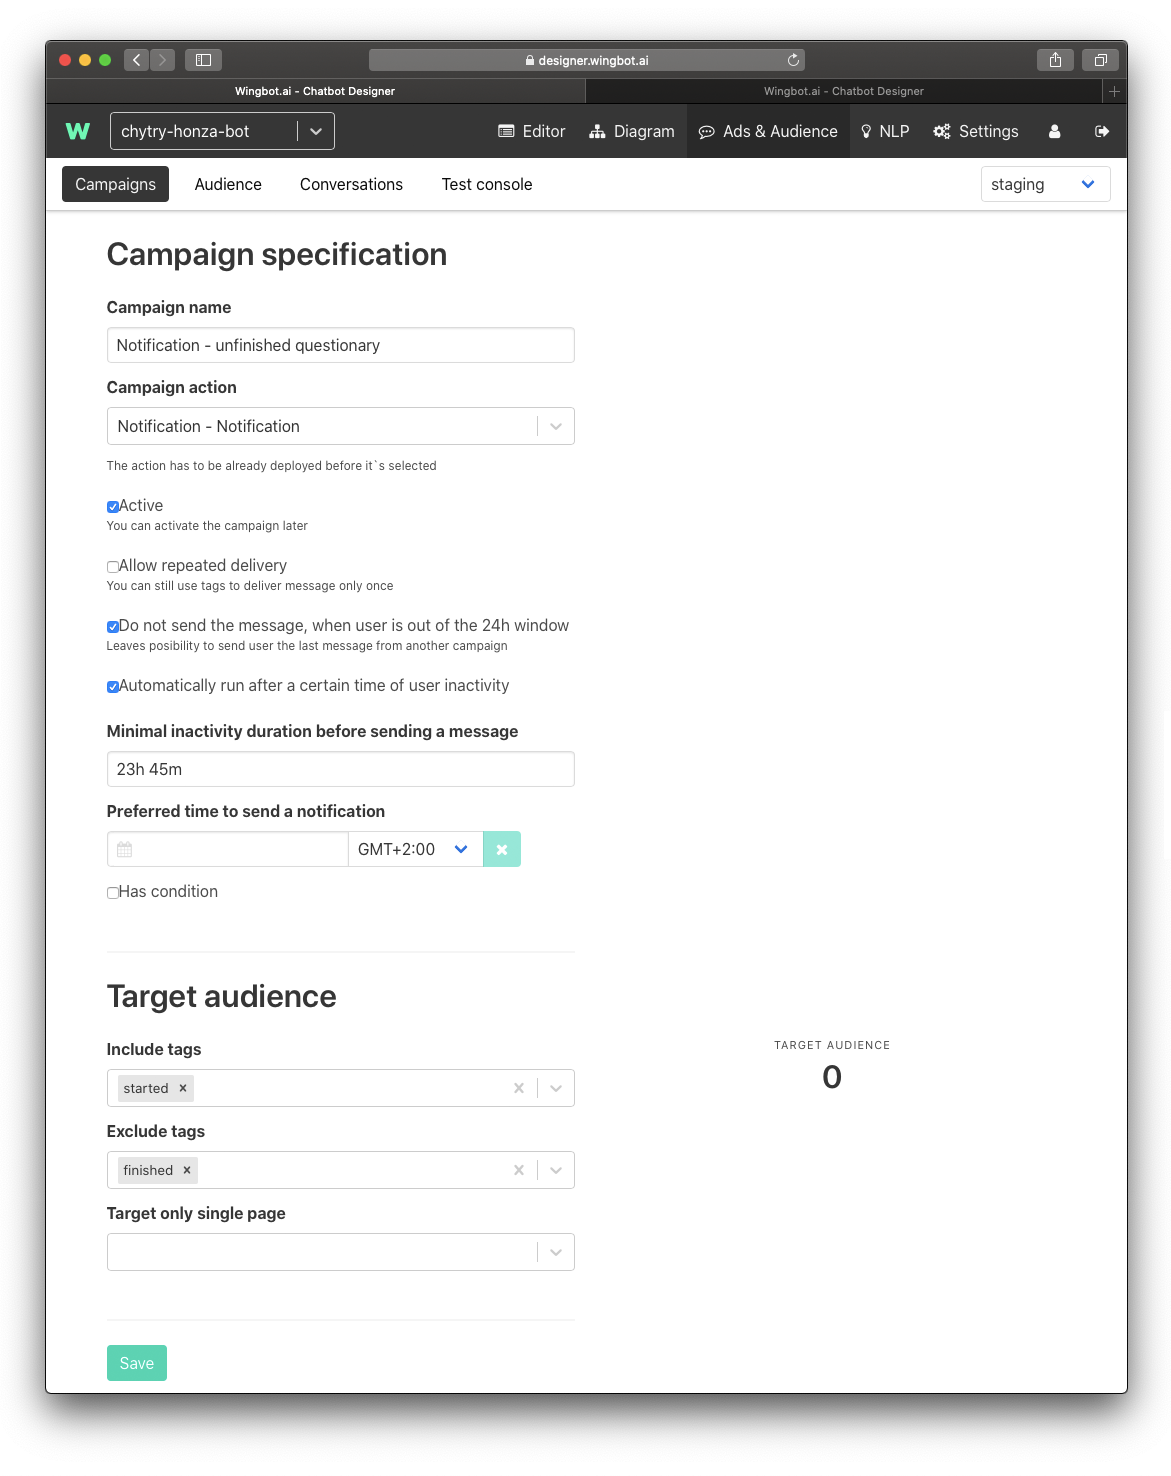 designer.wingbot.ai
Wingbot.ai - Chatbot Designer
Wingbot.ai - Chatbot Designer
W
chytry-honza-bot
Editor
Diagram
Ads & Audience
NLP
Settings
Campaigns
Audience
Conversations
Test console
staging
Campaign specification
Campaign name
Notification - unfinished questionary
Campaign action
Notification - Notification
The action has to be already deployed before it`s selected
Active
You can activate the campaign later
Allow repeated delivery
You can still use tags to deliver message only once
Do not send the message, when user is out of the 24h window
Leaves posibility to send user the last message from another campaign
Automatically run after a certain time of user inactivity
Minimal inactivity duration before sending a message
23h 45m
Preferred time to send a notification
GMT+2:00
Has condition
Target audience
Include tags
started
TARGET AUDIENCE
0
Exclude tags
finished
Target only single page
Save